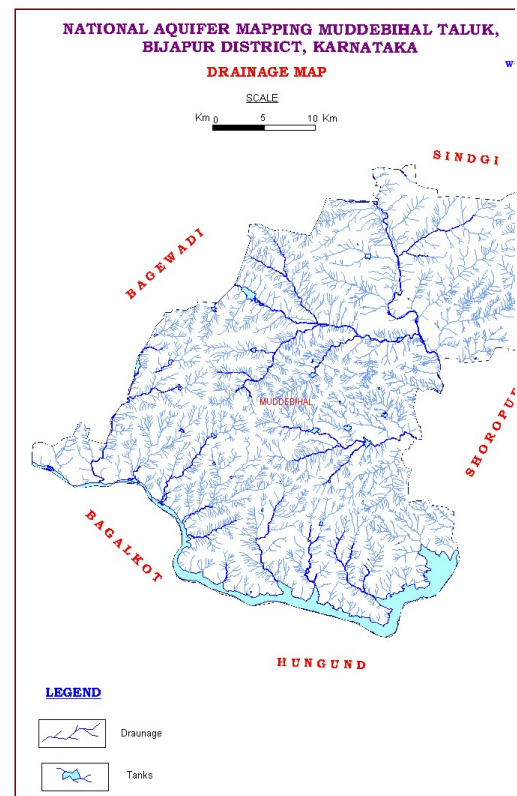 NATIONAL AQUIFER MAPPING MUDDEBIHAL TALUK,
BIJAPUR DISTRICT, KARNATAKA
DRAINAGE MAP
W
SCALE
Km 0 5 10 Km
SINDGI
BAGEWADI
MUDDEBIHAL
SHOROPUR
BAGALKOT
HUNGUND
LEGEND
Draunage
Tanks